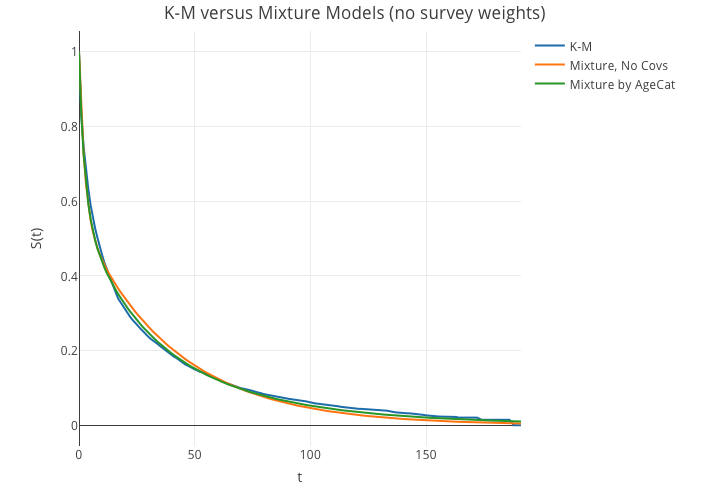 K-M versus Mixture Models (no survey weights)
K-M
Mixture, No Covs
Mixture by AgeCat
S(t)
1
0.8
0.6
0.4
0.2
0
0
50
100
150
t